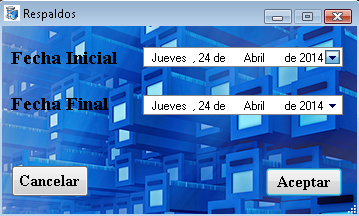 Respaldos
Fecha Inicial Jueves , 24 de Abril de 2014
Fecha Final Jueves , 24 de Abril de 2014
Cancelar Aceptar